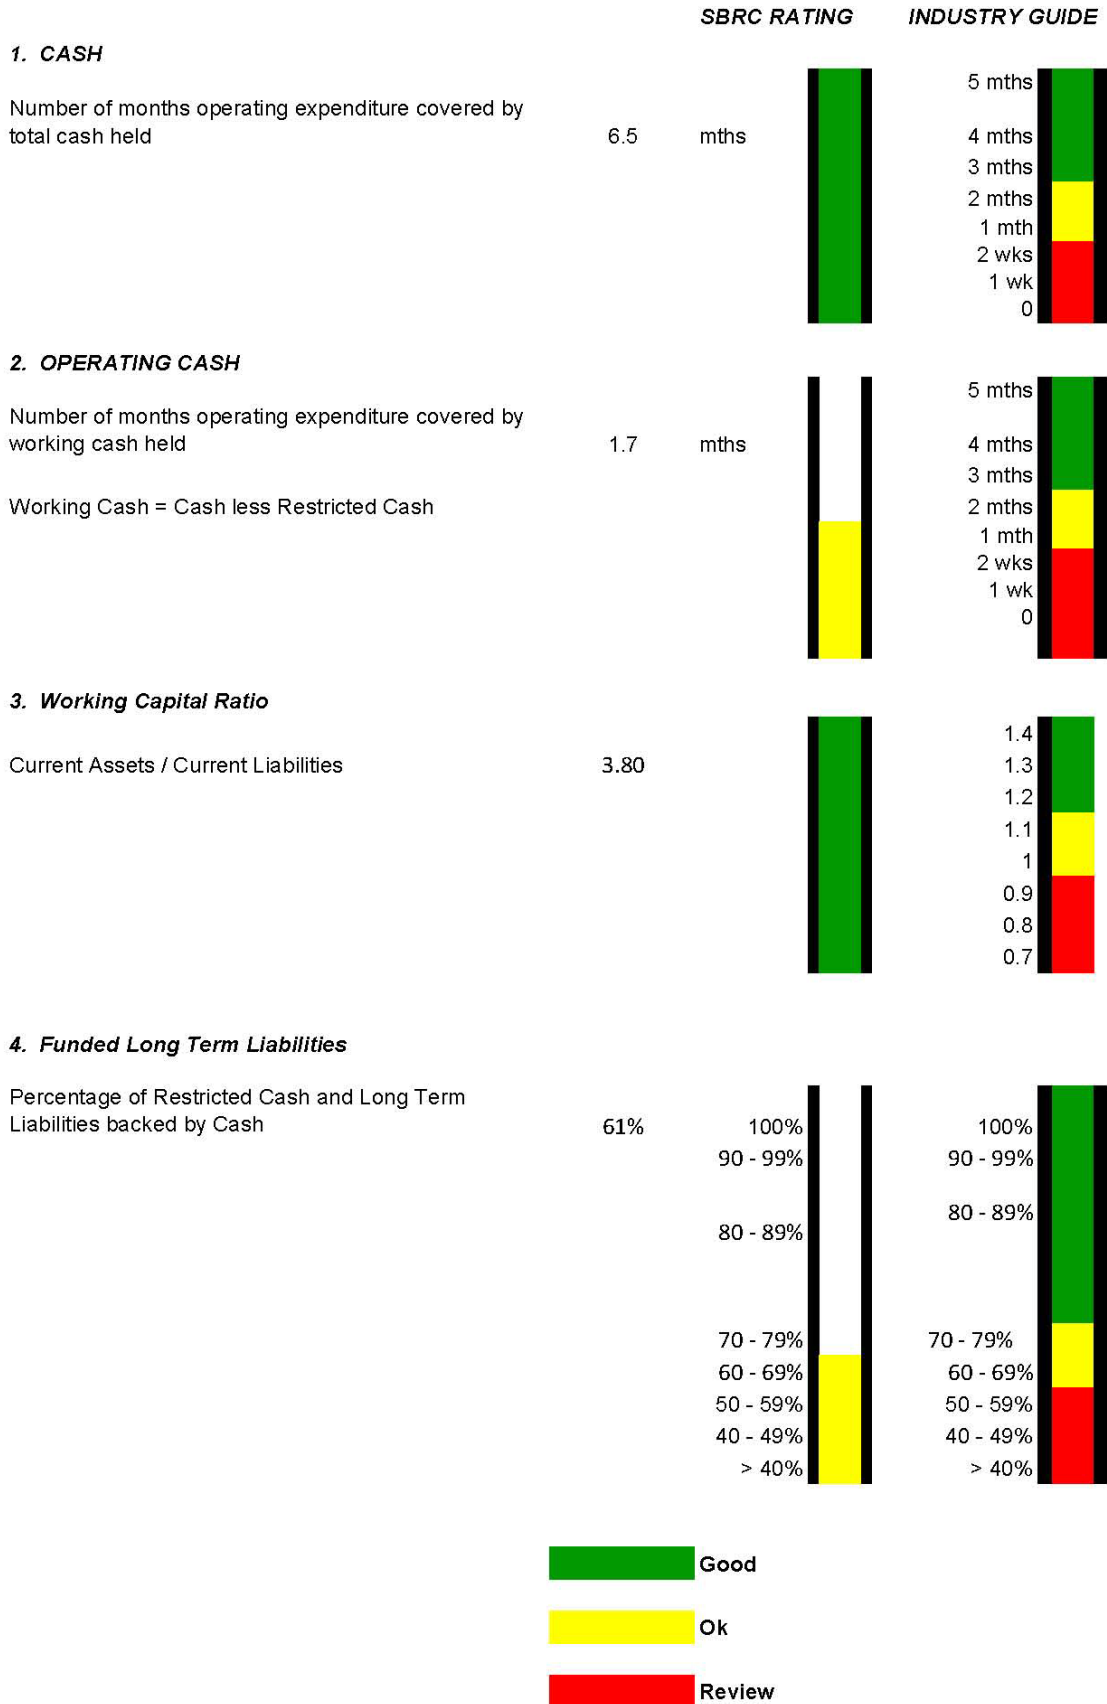 SBRC RATING INDUSTRY GUIDE
1. CASH
5 mths
Number of months operating expenditure covered by
total cash held 6.5 mths 4 mths
3 mths
2 mths
1 mth
2 wks
1 wk
0
2. OPERATING CASH
5 mths
Number of months operating expenditure covered by
working cash held 1.7 mths 4 mths
3 mths
Working Cash = Cash less Restricted Cash 2 mths
1 mth
2 wks
1 wk
0
3. Working Capital Ratio
1.4
Current Assets / Current Liabilities 3.80 1.3
1.2
1.1
1
0.9
0.8
0.7
4. Funded Long Term Liabilities
Percentage of Restricted Cash and Long Term
Liabilities backed by Cash 61% 100% 100%
90 - 99% 90 - 99%
80 - 89%
80 - 89%
70 - 79% 70 - 79%
60 - 69% 60 - 69%
50 - 59% 50 - 59%
40 - 49% 40 - 49%
> 40% > 40%
Good
Ok
Review